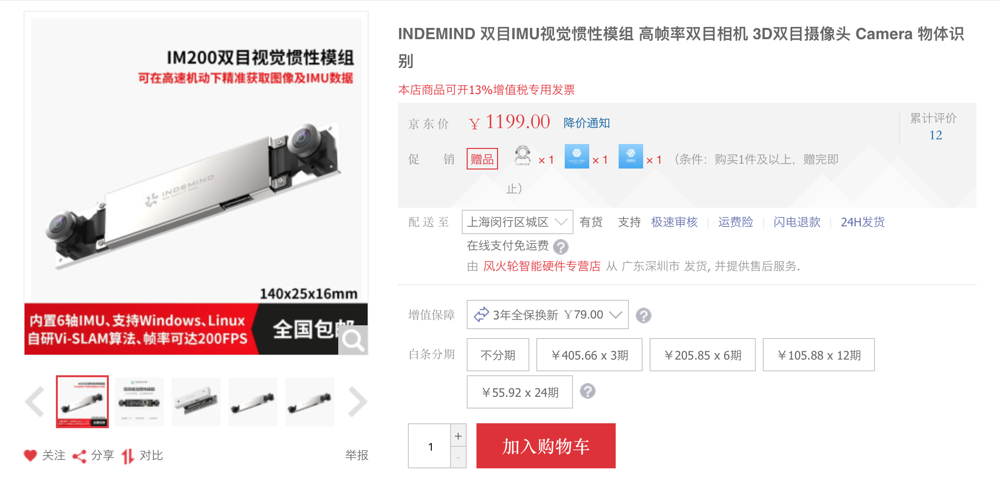 IM200双目视觉惯性模组
可在高速机动下精准获取图像及IMU数据
INDEMIND
140x25x16mm
内置6轴IMU、支持Windows、Linux
自研Vi-SLAM算法、帧率可达200FPS
全国包邮
关注 分享 对比 举报
INDEMIND 双目IMU视觉惯性模组 高帧率双目相机 3D双目摄像头 Camera 物体识
别
本店商品可开13%增值税专用发票
京东价 ￥1199.00 降价通知
累计评价
12
促销 赠品 ×1 ×1 ×1 （条件：购买1件及以上，赠完即
止）
配送至 上海闵行区城区 有货 支持 极速审核 运费险 闪电退款 24H发货
在线支付免运费 ?
由 风火轮智能硬件专营店 从 广东深圳市 发货, 并提供售后服务.
增值保障 3年全保换新 ￥79.00 ?
白条分期 不分期 ￥405.66 x 3期 ￥205.85 x 6期 ￥105.88 x 12期
￥55.92 x 24期 ?
1 + -
加入购物车